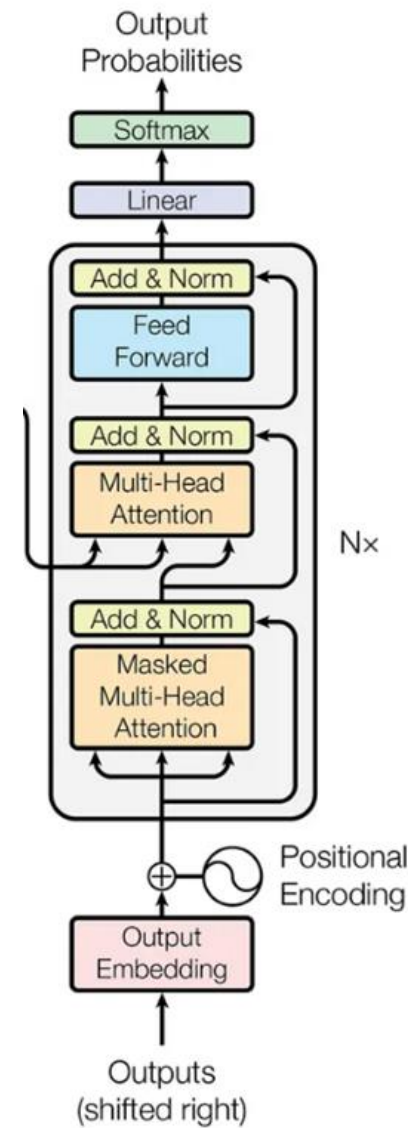 Output
Probabilities
Softmax
Linear
Add & Norm
Feed
Forward
Add & Norm
Multi-Head
Attention
N×
Add & Norm
Masked
Multi-Head
Attention
Positional
Encoding
Output
Embedding
Outputs
(shifted right)